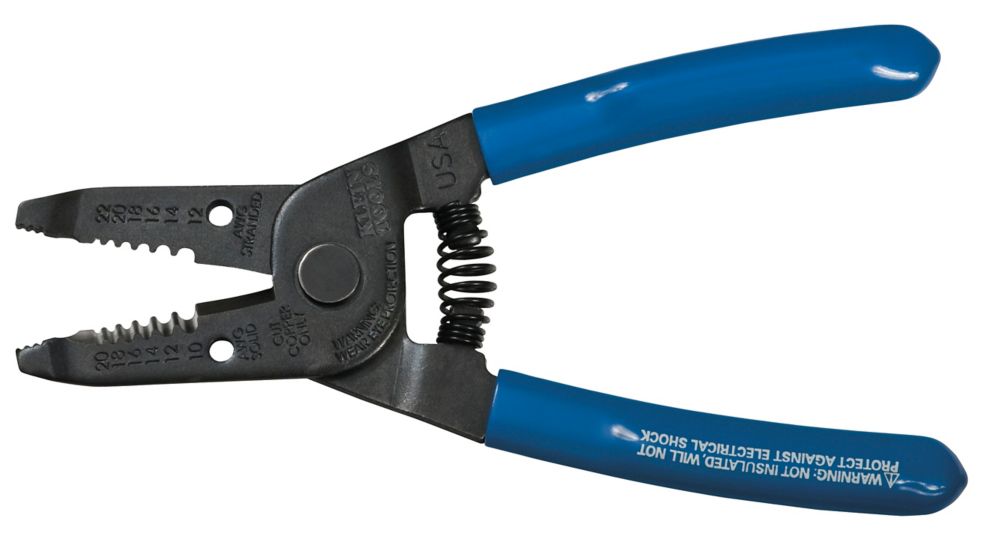 USA
KLEIN
TOOLS
22 20 18 16 14 12
AWG
STRANDED
WARNING:
WEAR EYE PROTECTION
CUT
COPPER
ONLY
AWG
SOLID
20 18 16 14 12 10
⚠WARNING: NOT INSULATED, WILL NOT
PROTECT AGAINST ELECTRICAL SHOCK